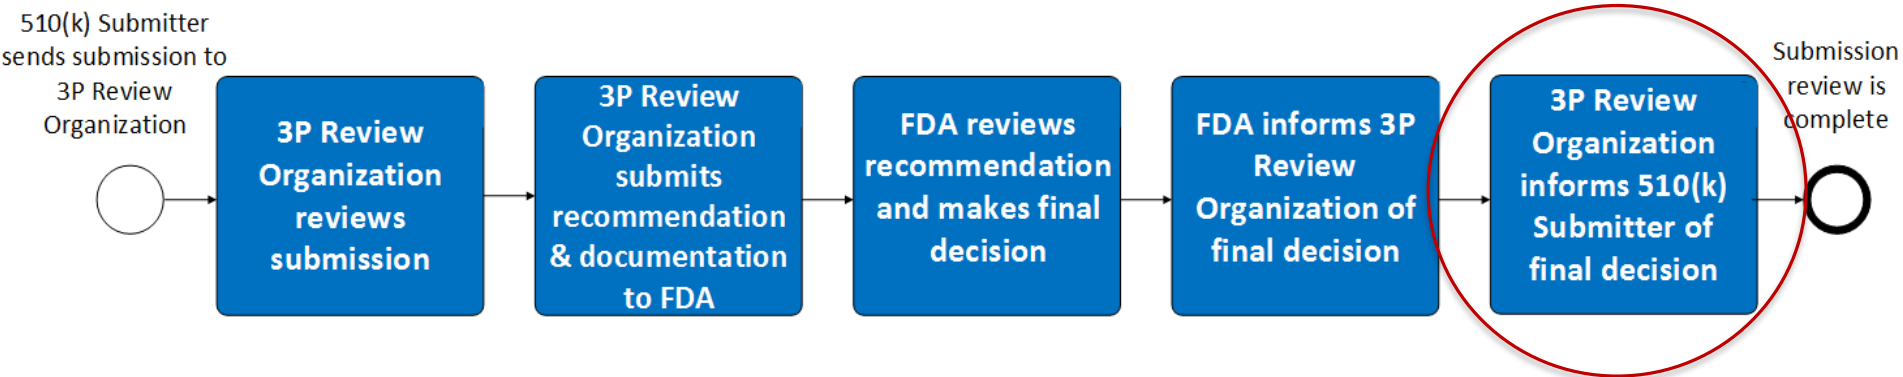 510(k) Submitter
sends submission to
3P Review
Organization
3P Review
Organization
reviews
submission
3P Review
Organization
submits
recommendation
& documentation
to FDA
FDA reviews
recommendation
and makes final
decision
FDA informs 3P
Review
Organization of
final decision
3P Review
Organization
informs 510(k)
Submitter of
final decision
Submission
review is
complete